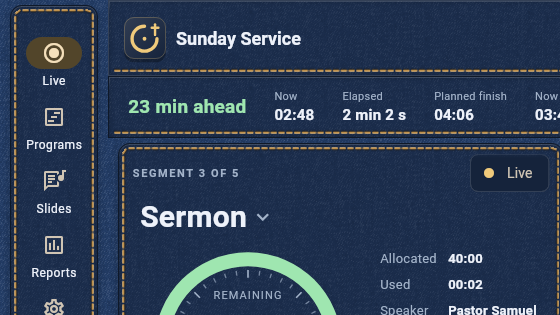 Sunday Service
Live
Programs
Slides
Reports
23 min ahead
Now
02:48
Elapsed
2 min 2 s
Planned finish
04:06
Now
SEGMENT 3 OF 5
Live
Sermon
REMAINING
Allocated 40:00
Used 00:02
Speaker Pastor Samuel